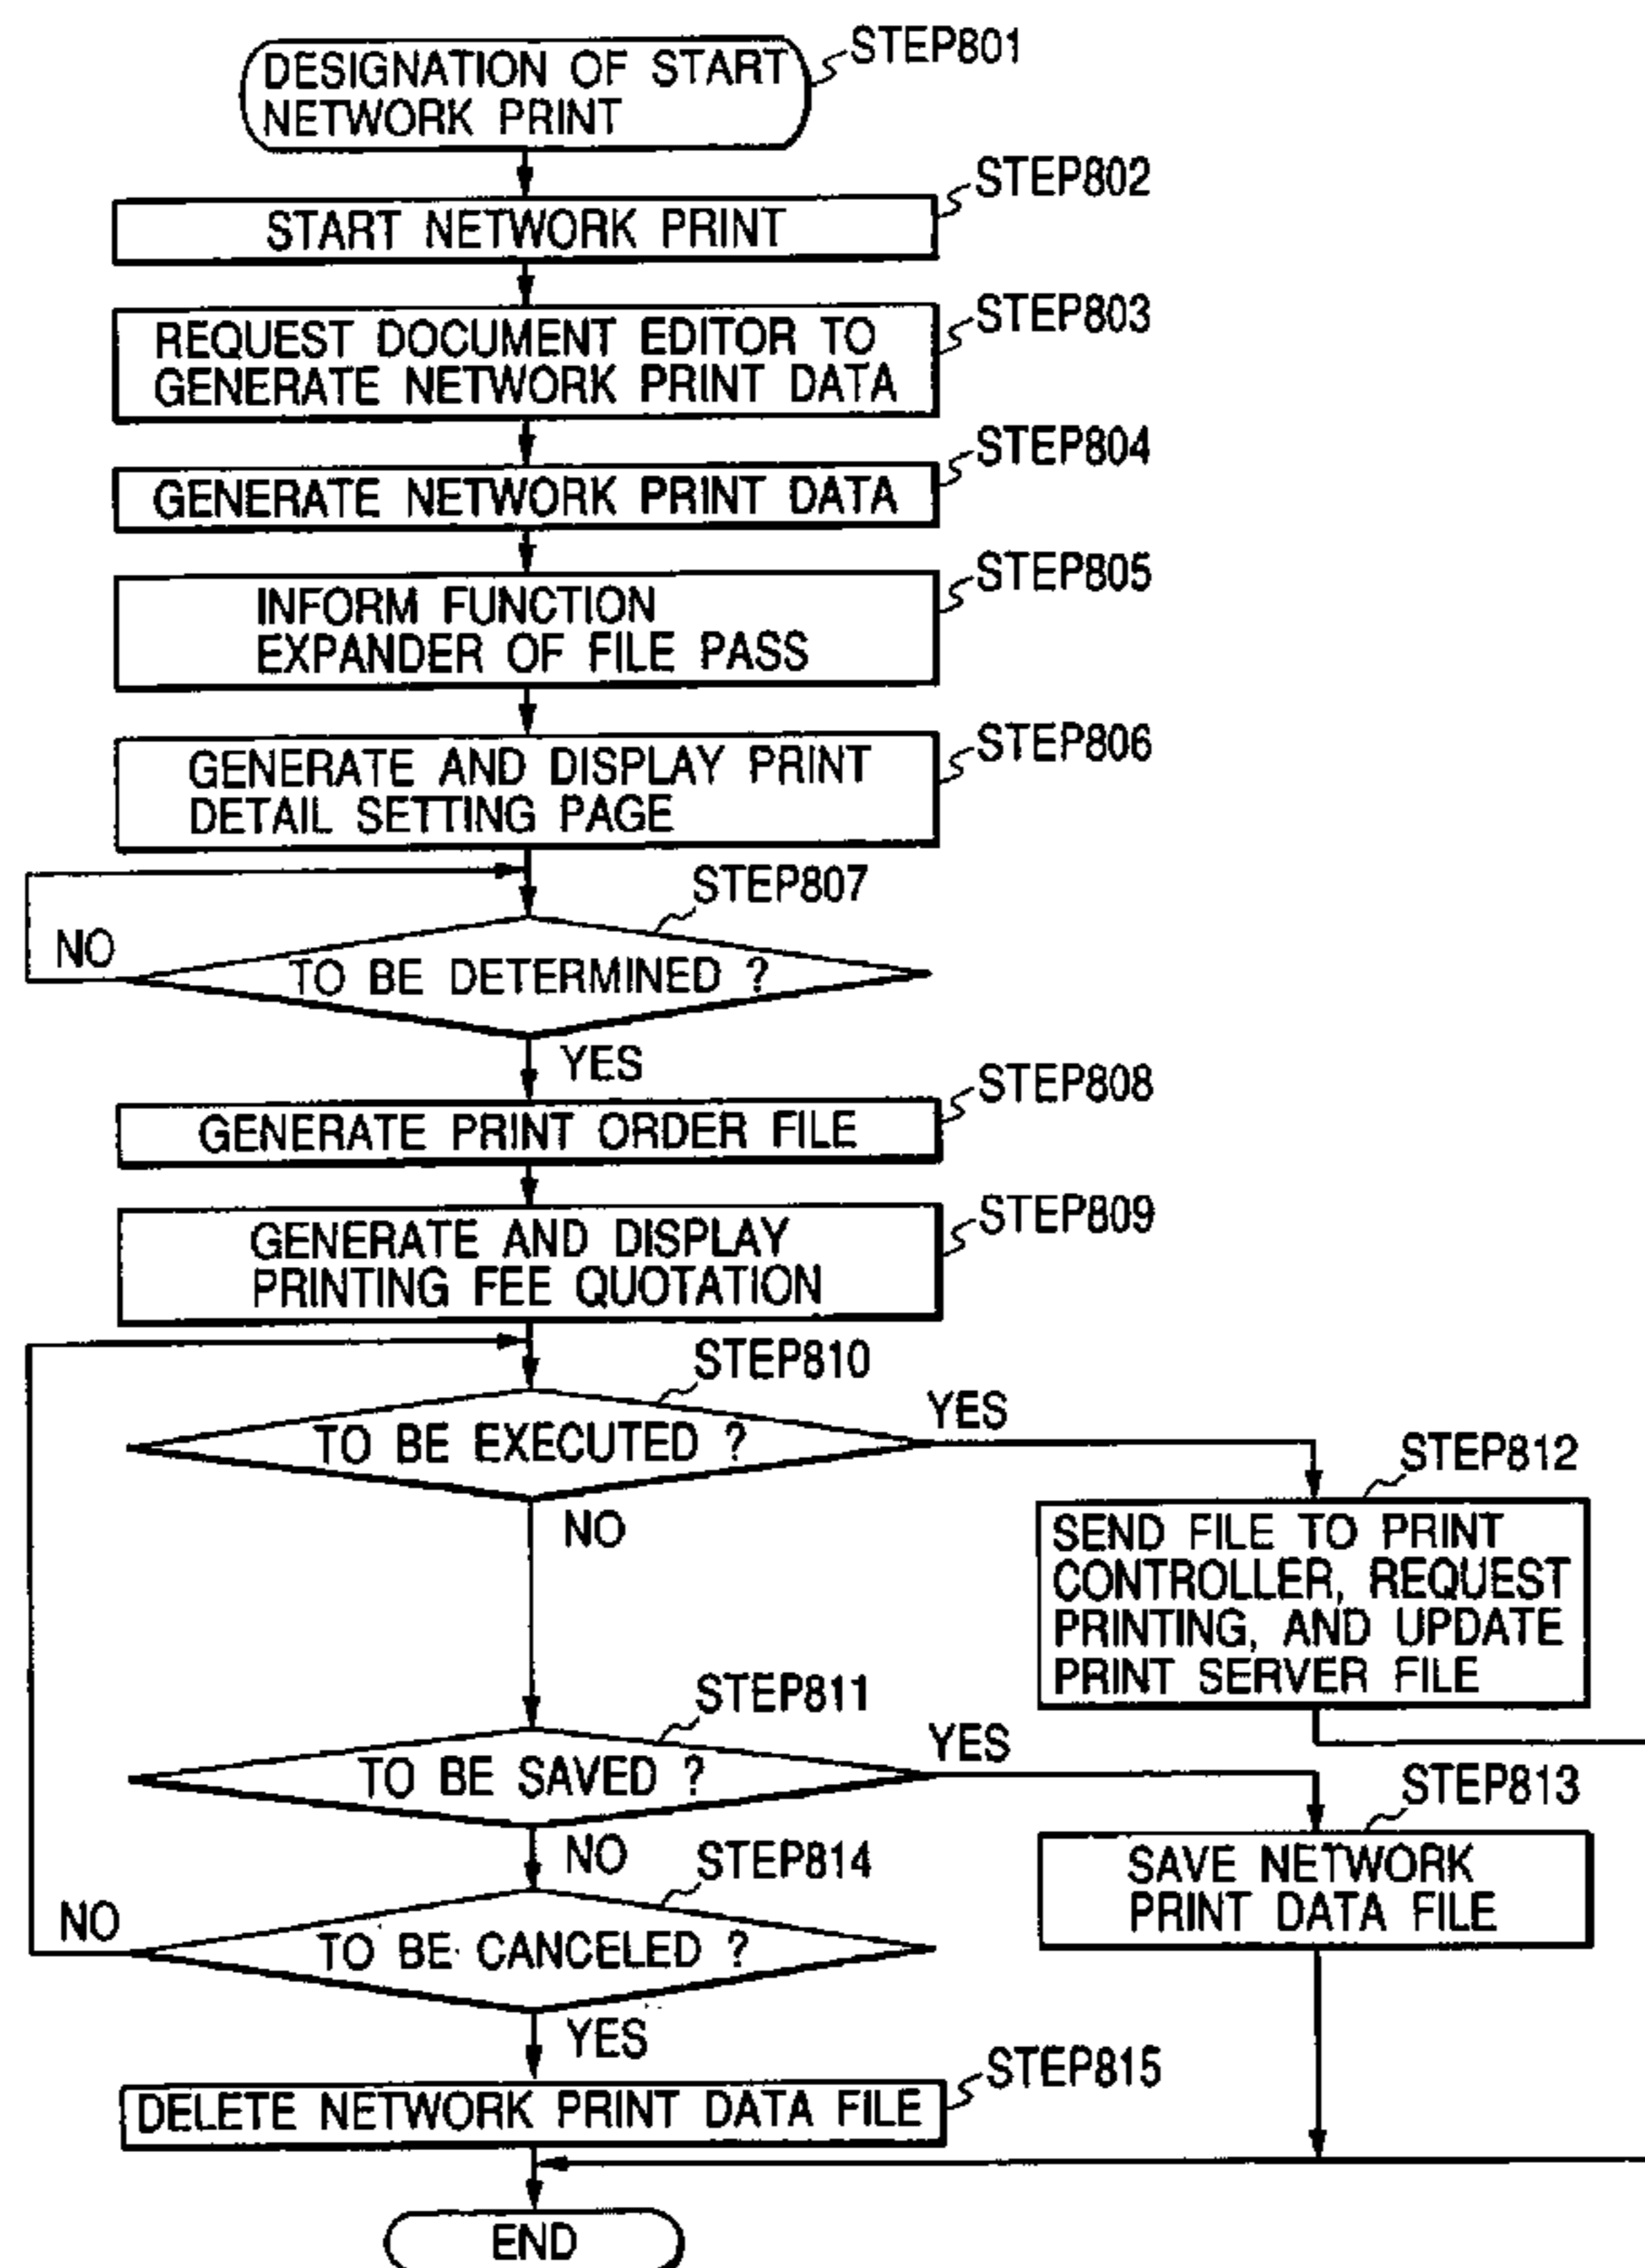 STEP801
DESIGNATION OF START
NETWORK PRINT
STEP802
START NETWORK PRINT
STEP803
REQUEST DOCUMENT EDITOR TO
GENERATE NETWORK PRINT DATA
STEP804
GENERATE NETWORK PRINT DATA
STEP805
INFORM FUNCTION
EXPANDER OF FILE PASS
STEP806
GENERATE AND DISPLAY PRINT
DETAIL SETTING PAGE
STEP807
NO
TO BE DETERMINED ?
YES
STEP808
GENERATE PRINT ORDER FILE
STEP809
GENERATE AND DISPLAY
PRINTING FEE QUOTATION
STEP810
YES
TO BE EXECUTED ?
NO
STEP812
SEND FILE TO PRINT
CONTROLLER, REQUEST
PRINTING, AND UPDATE
PRINT SERVER FILE
STEP811
YES
TO BE SAVED ?
NO
STEP813
SAVE NETWORK
PRINT DATA FILE
STEP814
NO
TO BE CANCELED ?
YES
STEP815
DELETE NETWORK PRINT DATA FILE
END